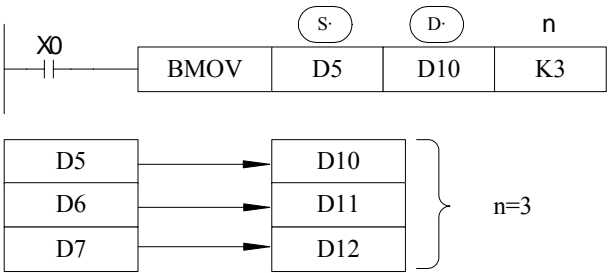 S· D· n
X0
BMOV D5 D10 K3
D5 D10
D6 D11 n=3
D7 D12